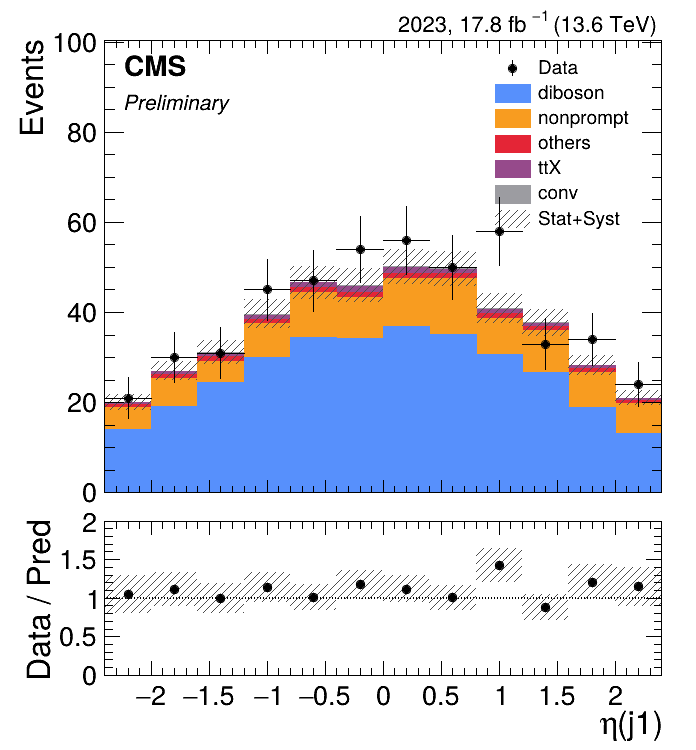 2023, 17.8 fb⁻¹ (13.6 TeV)
Events
100
80
60
40
20
0
CMS
Preliminary
Data
diboson
nonprompt
others
ttX
conv
Stat+Syst
Data / Pred
2
1.5
1
0.5
0
−2 −1.5 −1 −0.5 0 0.5 1 1.5 2
η(j1)